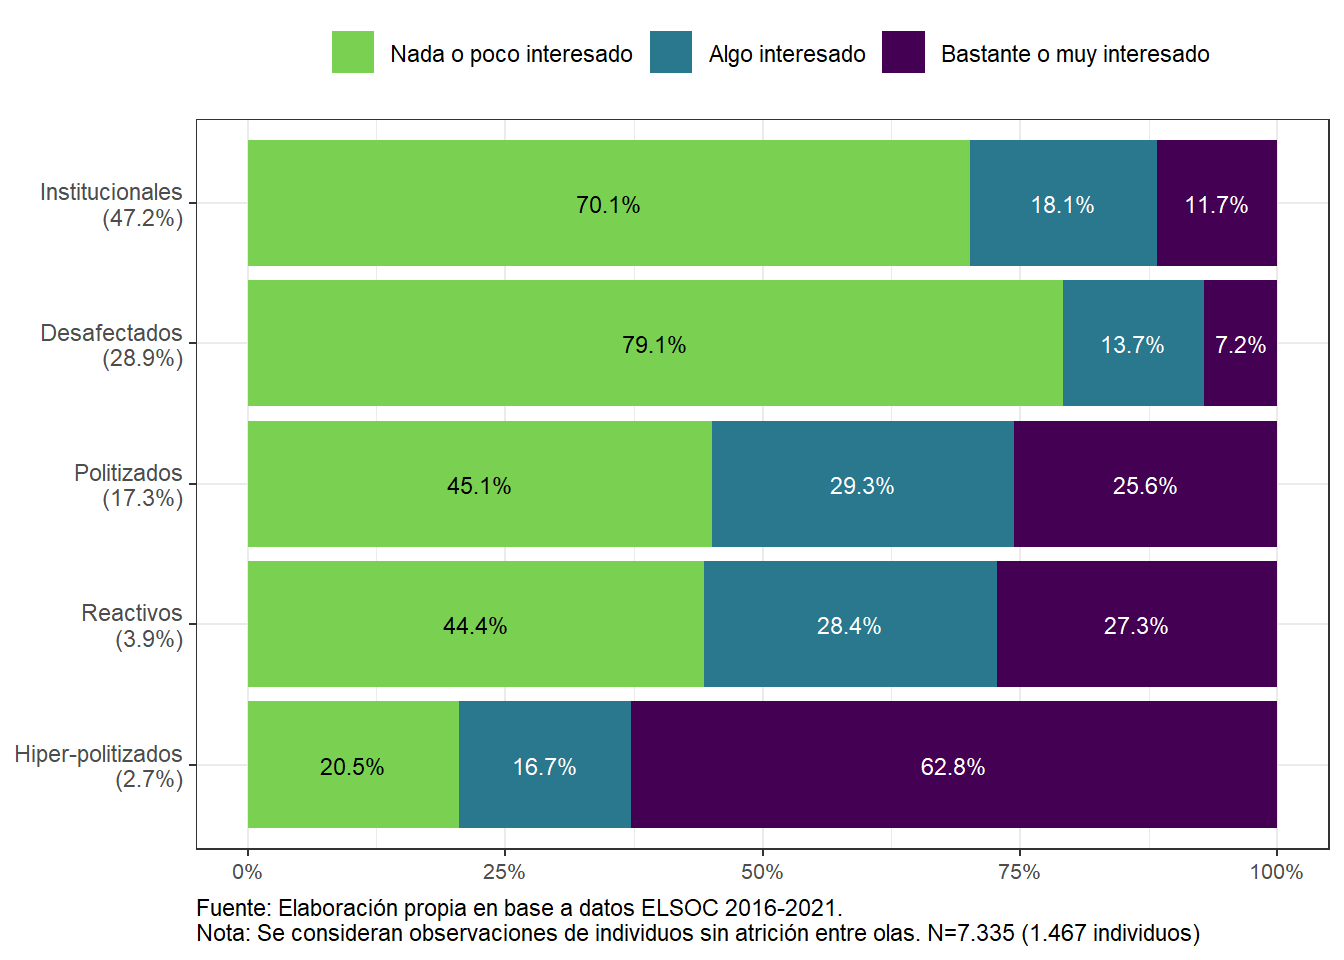 Nada o poco interesado Algo interesado Bastante o muy interesado
Institucionales
(47.2%)
70.1% 18.1% 11.7%
Desafectados
(28.9%)
79.1% 13.7% 7.2%
Politizados
(17.3%)
45.1% 29.3% 25.6%
Reactivos
(3.9%)
44.4% 28.4% 27.3%
Hiper-politizados
(2.7%)
20.5% 16.7% 62.8%
0% 25% 50% 75% 100%
Fuente: Elaboración propia en base a datos ELSOC 2016-2021.
Nota: Se consideran observaciones de individuos sin atrición entre olas. N=7.335 (1.467 individuos)